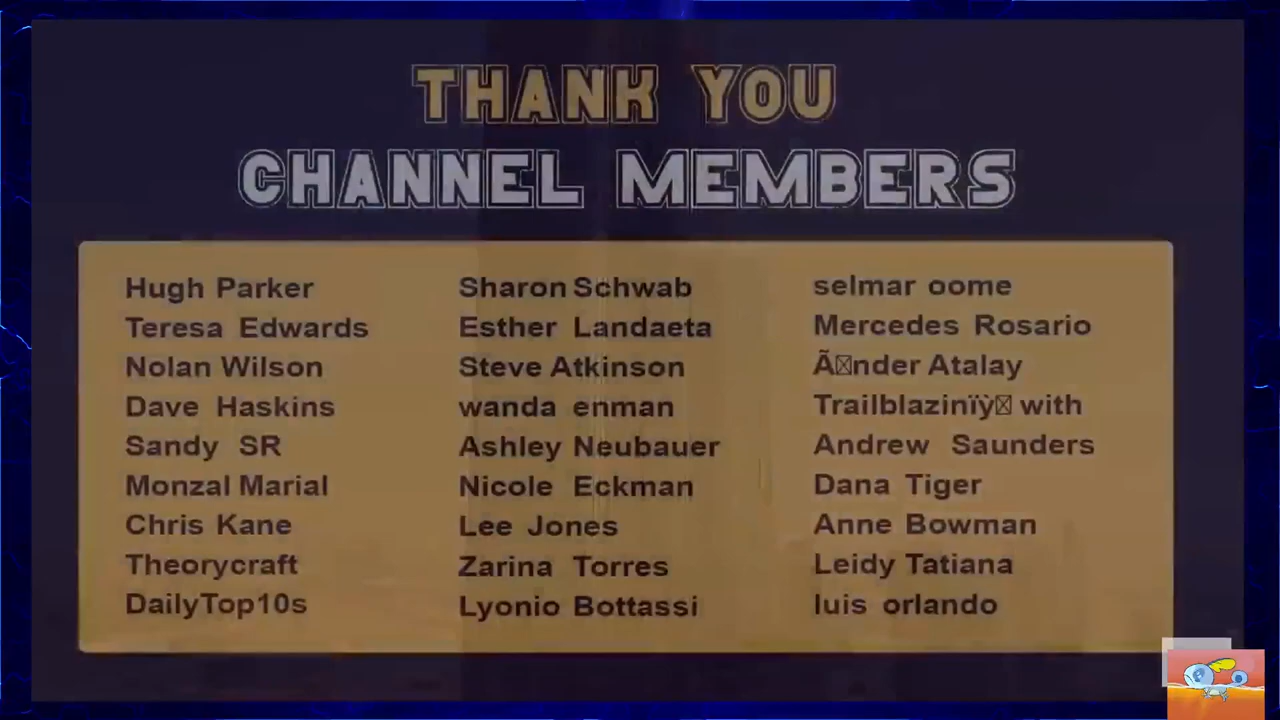 THANK YOU
CHANNEL MEMBERS
Hugh Parker
Teresa Edwards
Nolan Wilson
Dave Haskins
Sandy SR
Monzal Marial
Chris Kane
Theorycraft
DailyTop10s
Sharon Schwab
Esther Landaeta
Steve Atkinson
wanda enman
Ashley Neubauer
Nicole Eckman
Lee Jones
Zarina Torres
Lyonio Bottassi
selmar oome
Mercedes Rosario
Ã□nder Atalay
Trailblazinïÿ□ with
Andrew Saunders
Dana Tiger
Anne Bowman
Leidy Tatiana
luis orlando